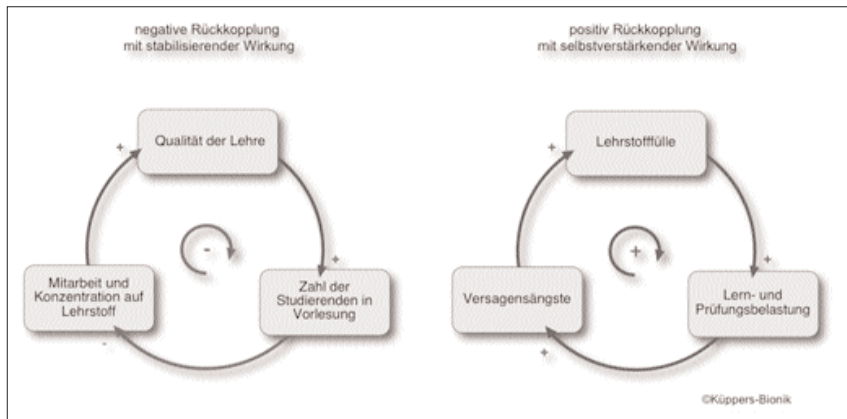 negative Rückkopplung
mit stabilisierender Wirkung
Qualität der Lehre
+
+
-
Mitarbeit und
Konzentration auf
Lehrstoff
Zahl der
Studierenden in
Vorlesung
-
positiv Rückkopplung
mit selbstverstärkender Wirkung
Lehrstofffülle
+
+
+
Versagensängste
Lern- und
Prüfungsbelastung
+
©Küppers-Bionik